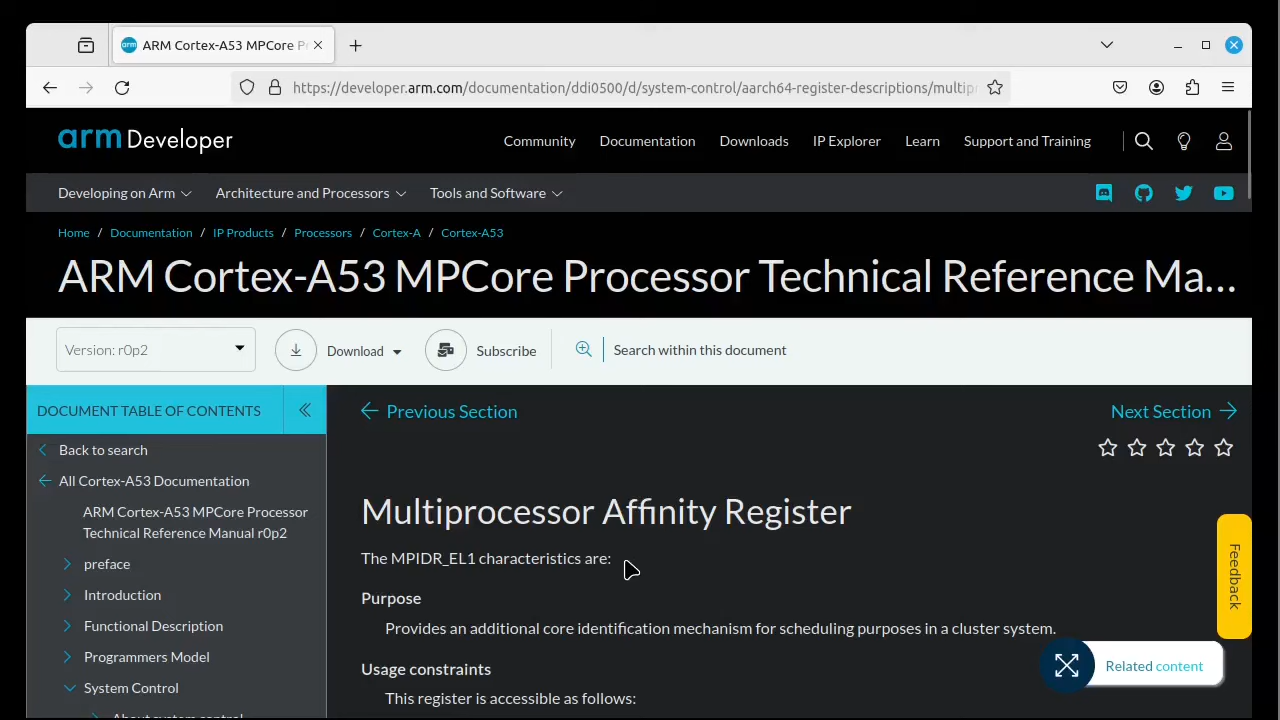 ARM Cortex-A53 MPCore P
https://developer.arm.com/documentation/ddi0500/d/system-control/aarch64-register-descriptions/multip
arm Developer
Community Documentation Downloads IP Explorer Learn Support and Training
Developing on Arm Architecture and Processors Tools and Software
Home / Documentation / IP Products / Processors / Cortex-A / Cortex-A53
ARM Cortex-A53 MPCore Processor Technical Reference Ma...
Version: r0p2 Download Subscribe Search within this document
DOCUMENT TABLE OF CONTENTS
Back to search
All Cortex-A53 Documentation
ARM Cortex-A53 MPCore Processor
Technical Reference Manual r0p2
preface
Introduction
Functional Description
Programmers Model
System Control
About system control
Previous Section Next Section
Multiprocessor Affinity Register
The MPIDR_EL1 characteristics are:
Purpose
Provides an additional core identification mechanism for scheduling purposes in a cluster system.
Usage constraints
This register is accessible as follows:
Feedback
Related content